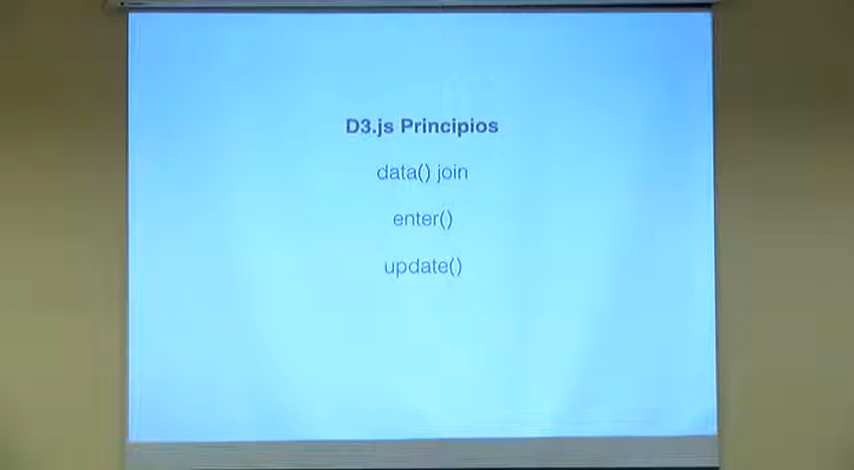 D3.js Principios
data() join
enter()
update()